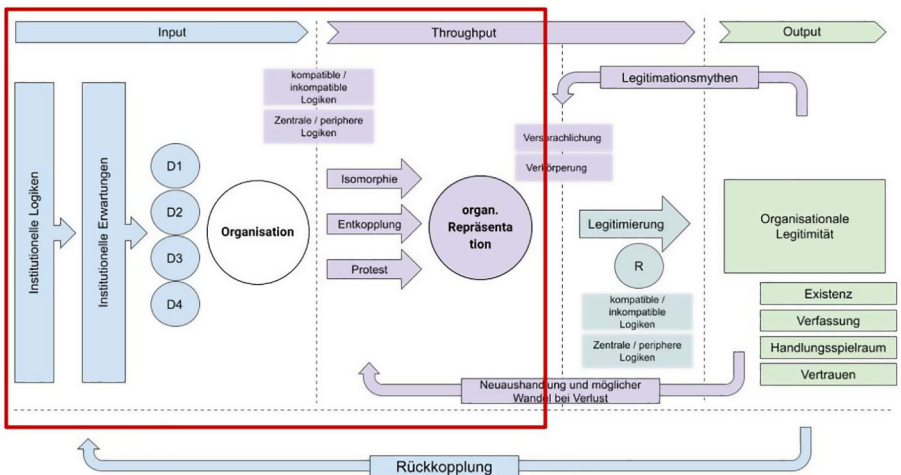 Input
Throughput
Output
Legitimationsmythen
kompatible /
inkompatible
Logiken
Zentrale / periphere
Logiken
Versprachlichung
Verkörperung
Institutionelle Logiken
Institutionelle Erwartungen
D1
D2
D3
D4
Organisation
Isomorphie
Entkopplung
Protest
organ.
Repräsenta
tion
Legitimierung
R
kompatible /
inkompatible
Logiken
Zentrale / periphere
Logiken
Organisationale
Legitimität
Existenz
Verfassung
Handlungsspielraum
Vertrauen
Neuaushandlung und möglicher
Wandel bei Verlust
Rückkopplung